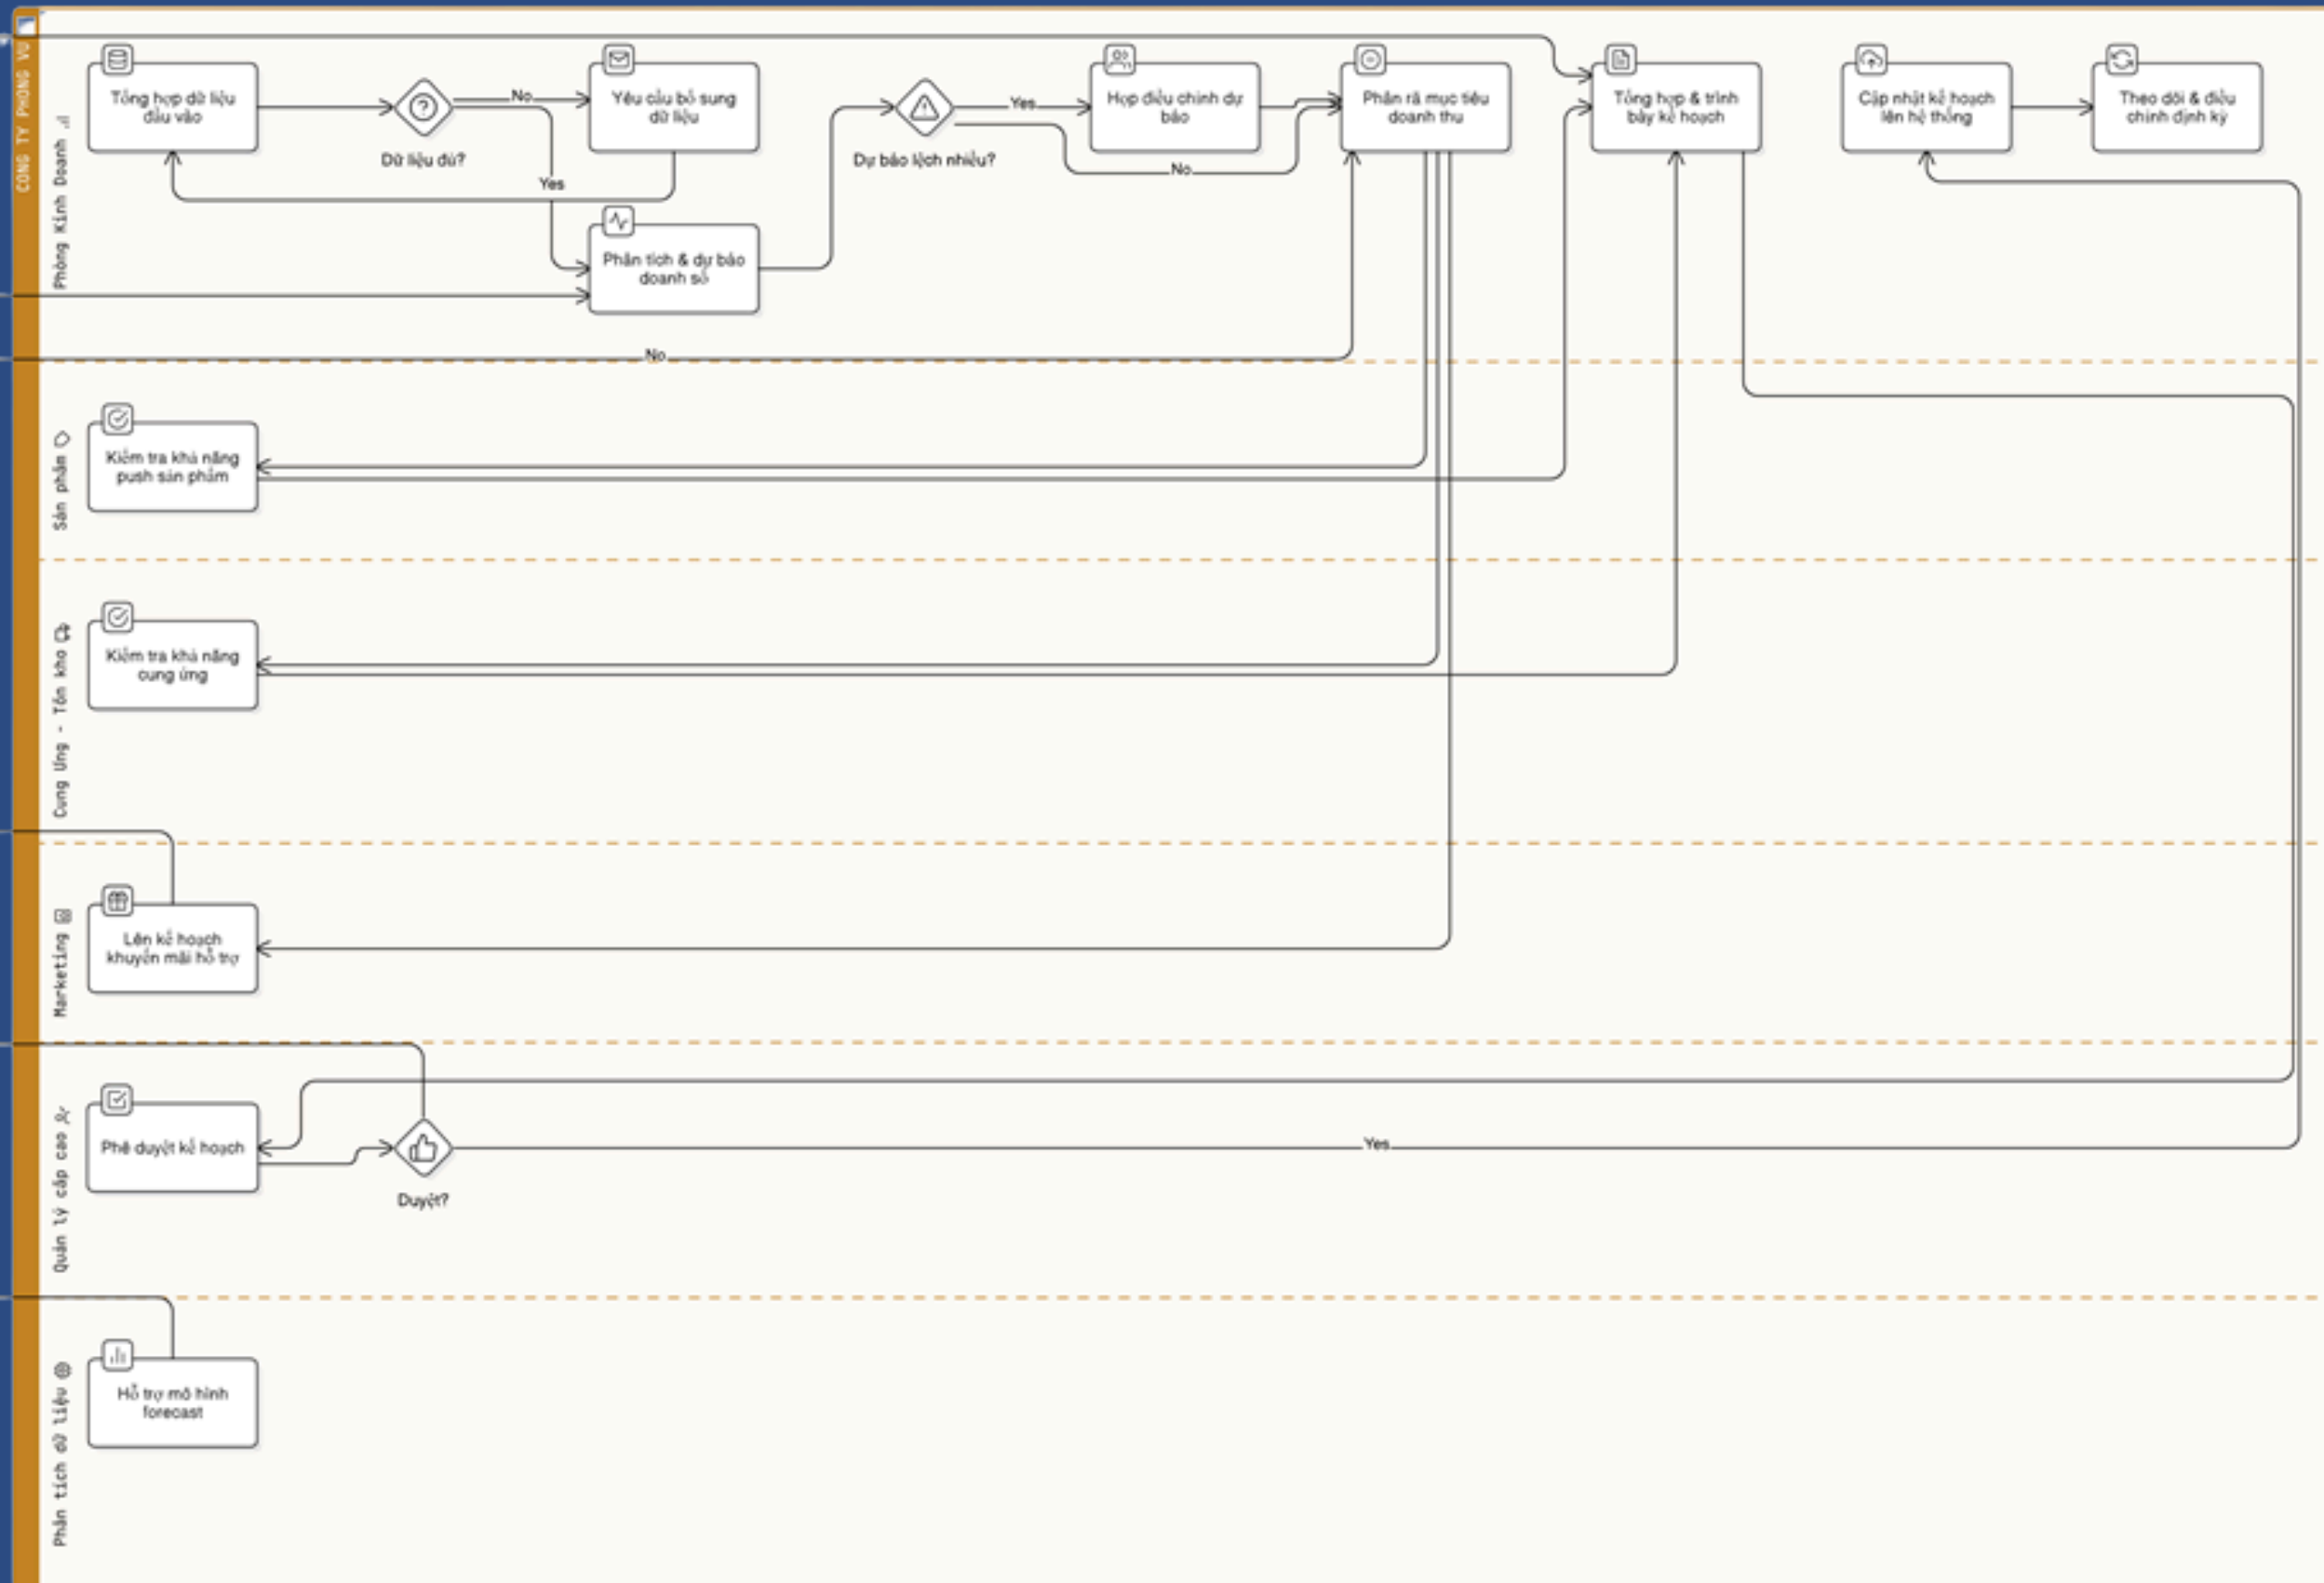 CÔNG TY PHONG VŨ
Phòng Kinh Doanh
Tổng hợp dữ liệu
đầu vào
Dữ liệu đủ?
No
Yes
Yêu cầu bổ sung
dữ liệu
Phân tích & dự báo
doanh số
Dự báo lệch nhiều?
Yes
No
Họp điều chỉnh dự
báo
Phân rã mục tiêu
doanh thu
Tổng hợp & trình
bày kế hoạch
Cập nhật kế hoạch
lên hệ thống
Theo dõi & điều
chỉnh định kỳ
No
Sản phẩm
Kiểm tra khả năng
push sản phẩm
Cung Ứng - Tồn kho
Kiểm tra khả năng
cung ứng
Marketing
Lên kế hoạch
khuyến mãi hỗ trợ
Quản lý cấp cao
Phê duyệt kế hoạch
Duyệt?
Yes
Phân tích dữ liệu
Hỗ trợ mô hình
forecast